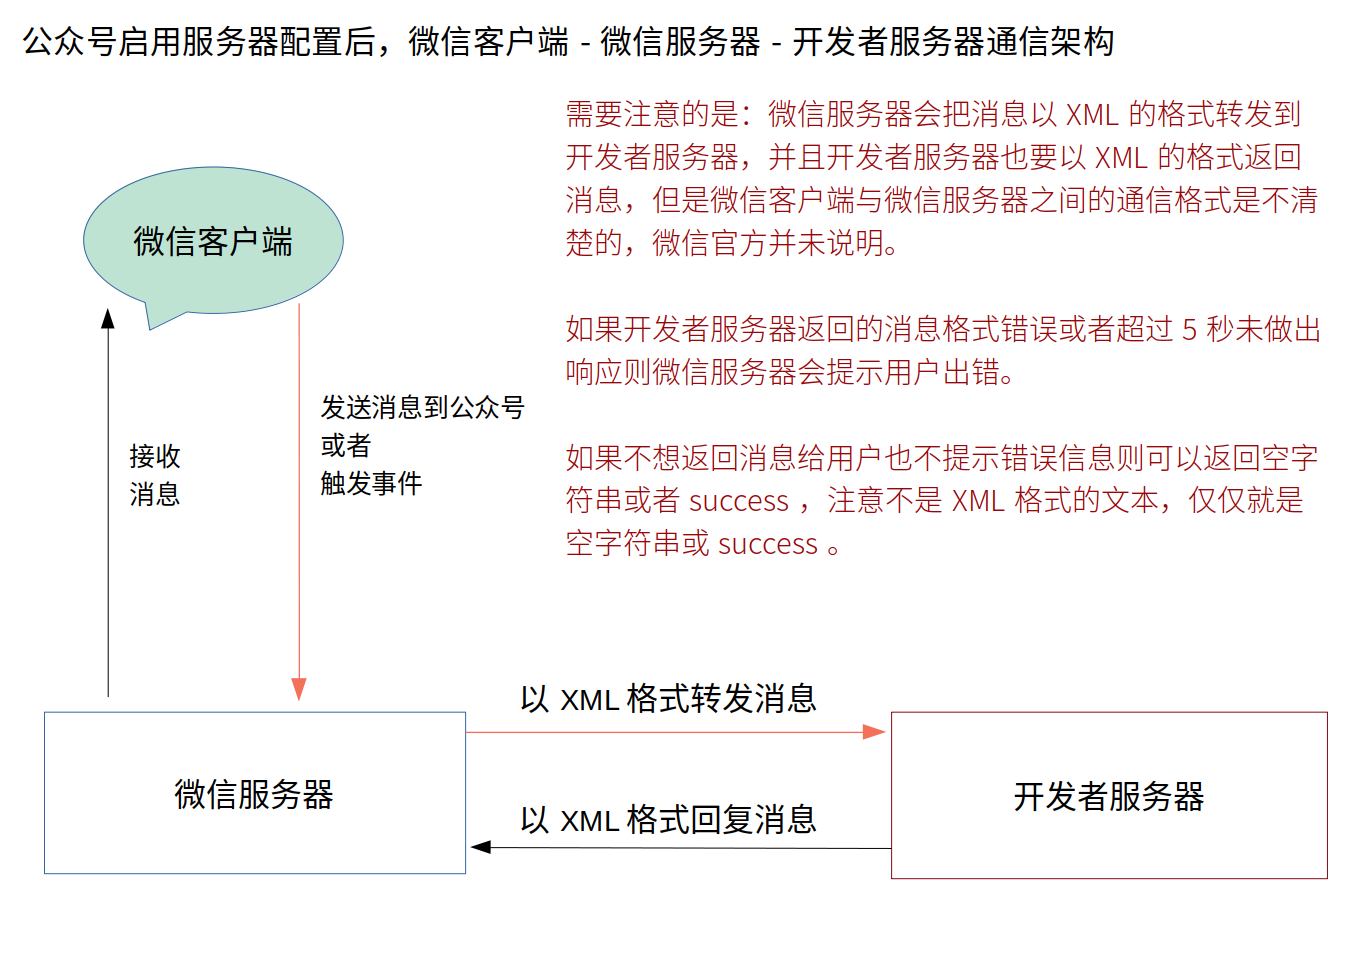 公众号启用服务器配置后，微信客户端 - 微信服务器 - 开发者服务器通信架构
需要注意的是：微信服务器会把消息以 XML 的格式转发到
开发者服务器，并且开发者服务器也要以 XML 的格式返回
消息，但是微信客户端与微信服务器之间的通信格式是不清
楚的，微信官方并未说明。
如果开发者服务器返回的消息格式错误或者超过 5 秒未做出
响应则微信服务器会提示用户出错。
如果不想返回消息给用户也不提示错误信息则可以返回空字
符串或者 success ，注意不是 XML 格式的文本，仅仅就是
空字符串或 success 。
微信客户端
发送消息到公众号
或者
触发事件
接收
消息
以 XML 格式转发消息
微信服务器
开发者服务器
以 XML 格式回复消息